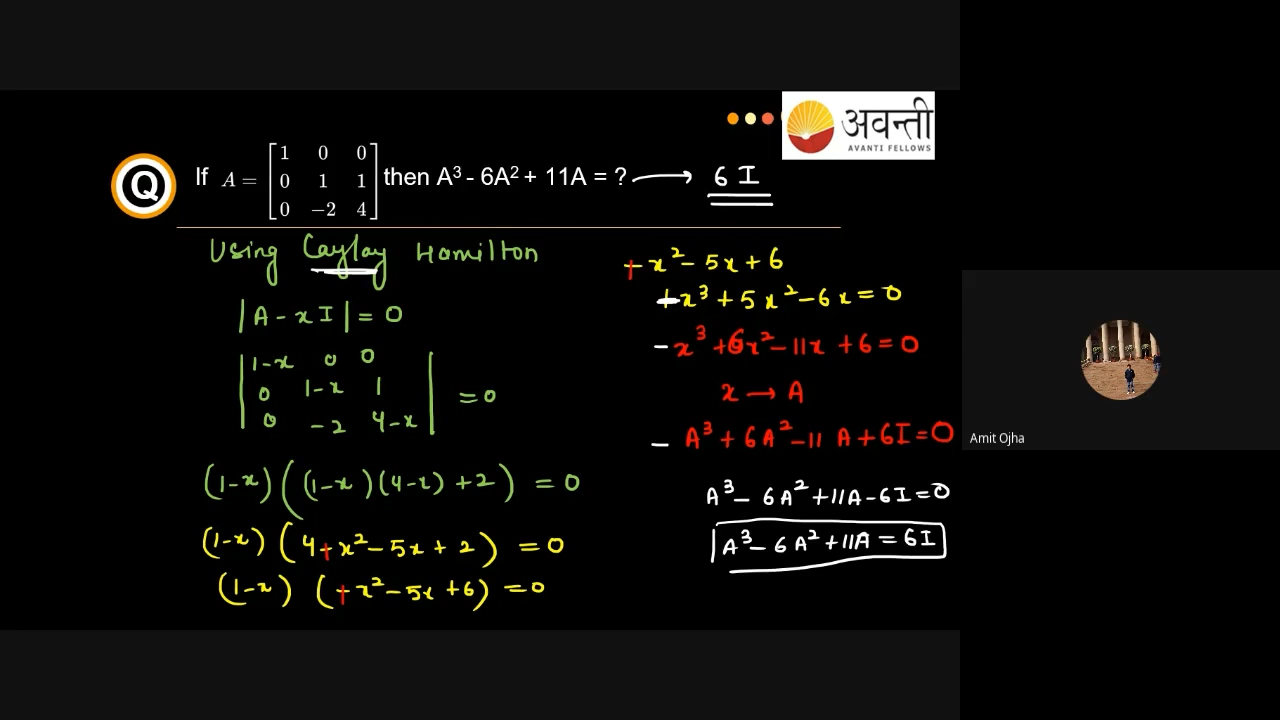 अवन्ती
AVANTI FELLOWS
Q
If A = [1 0 0; 0 1 1; 0 −2 4] then A³ - 6A² + 11A = ? → 6 I
Using Caylay Hamilton
|A - xI| = 0
|1-x 0 0
0 1-x 1
0 -2 4-x| = 0
(1-x) ((1-x)(4-x) +2) = 0
(1-x) (4+x²-5x+2) = 0
(1-x) (+x²-5x+6) = 0
+x²-5x+6
-x³+5x²-6x=0
-x³+6x²-11x+6=0
x → A
- A³+6A²-11A+6I=0
A³-6A²+11A-6I=0
A³-6A²+11A=6I
Amit Ojha